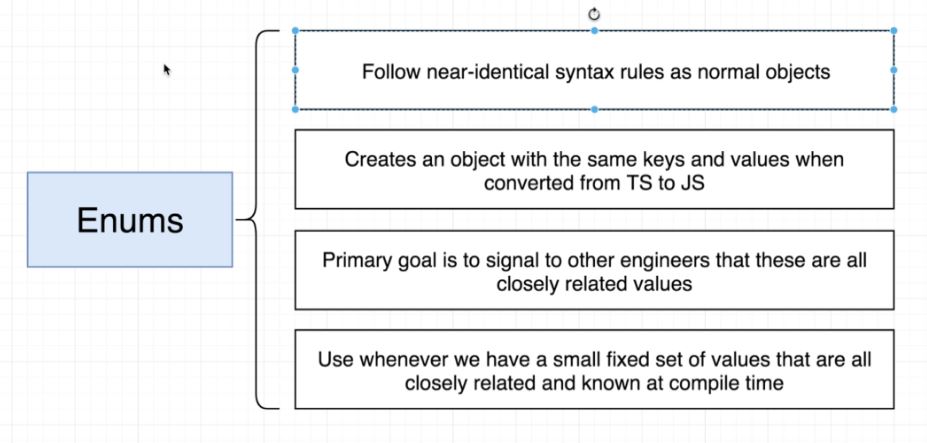 Enums
Follow near-identical syntax rules as normal objects
Creates an object with the same keys and values when
converted from TS to JS
Primary goal is to signal to other engineers that these are all
closely related values
Use whenever we have a small fixed set of values that are all
closely related and known at compile time